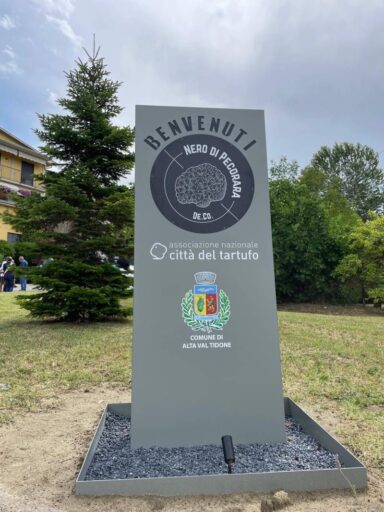 BENVENUTI
NERO DI PECORARA
DE.CO.
associazione nazionale
città del tartufo
COMUNE DI
ALTA VAL TIDONE